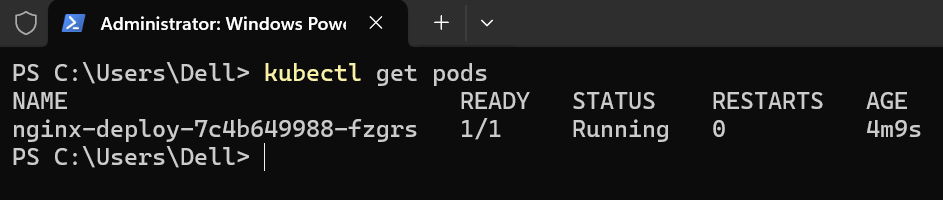 Administrator: Windows Powe
PS C:\Users\Dell> kubectl get pods
NAME READY STATUS RESTARTS AGE
nginx-deploy-7c4b649988-fzgrs 1/1 Running 0 4m9s
PS C:\Users\Dell>